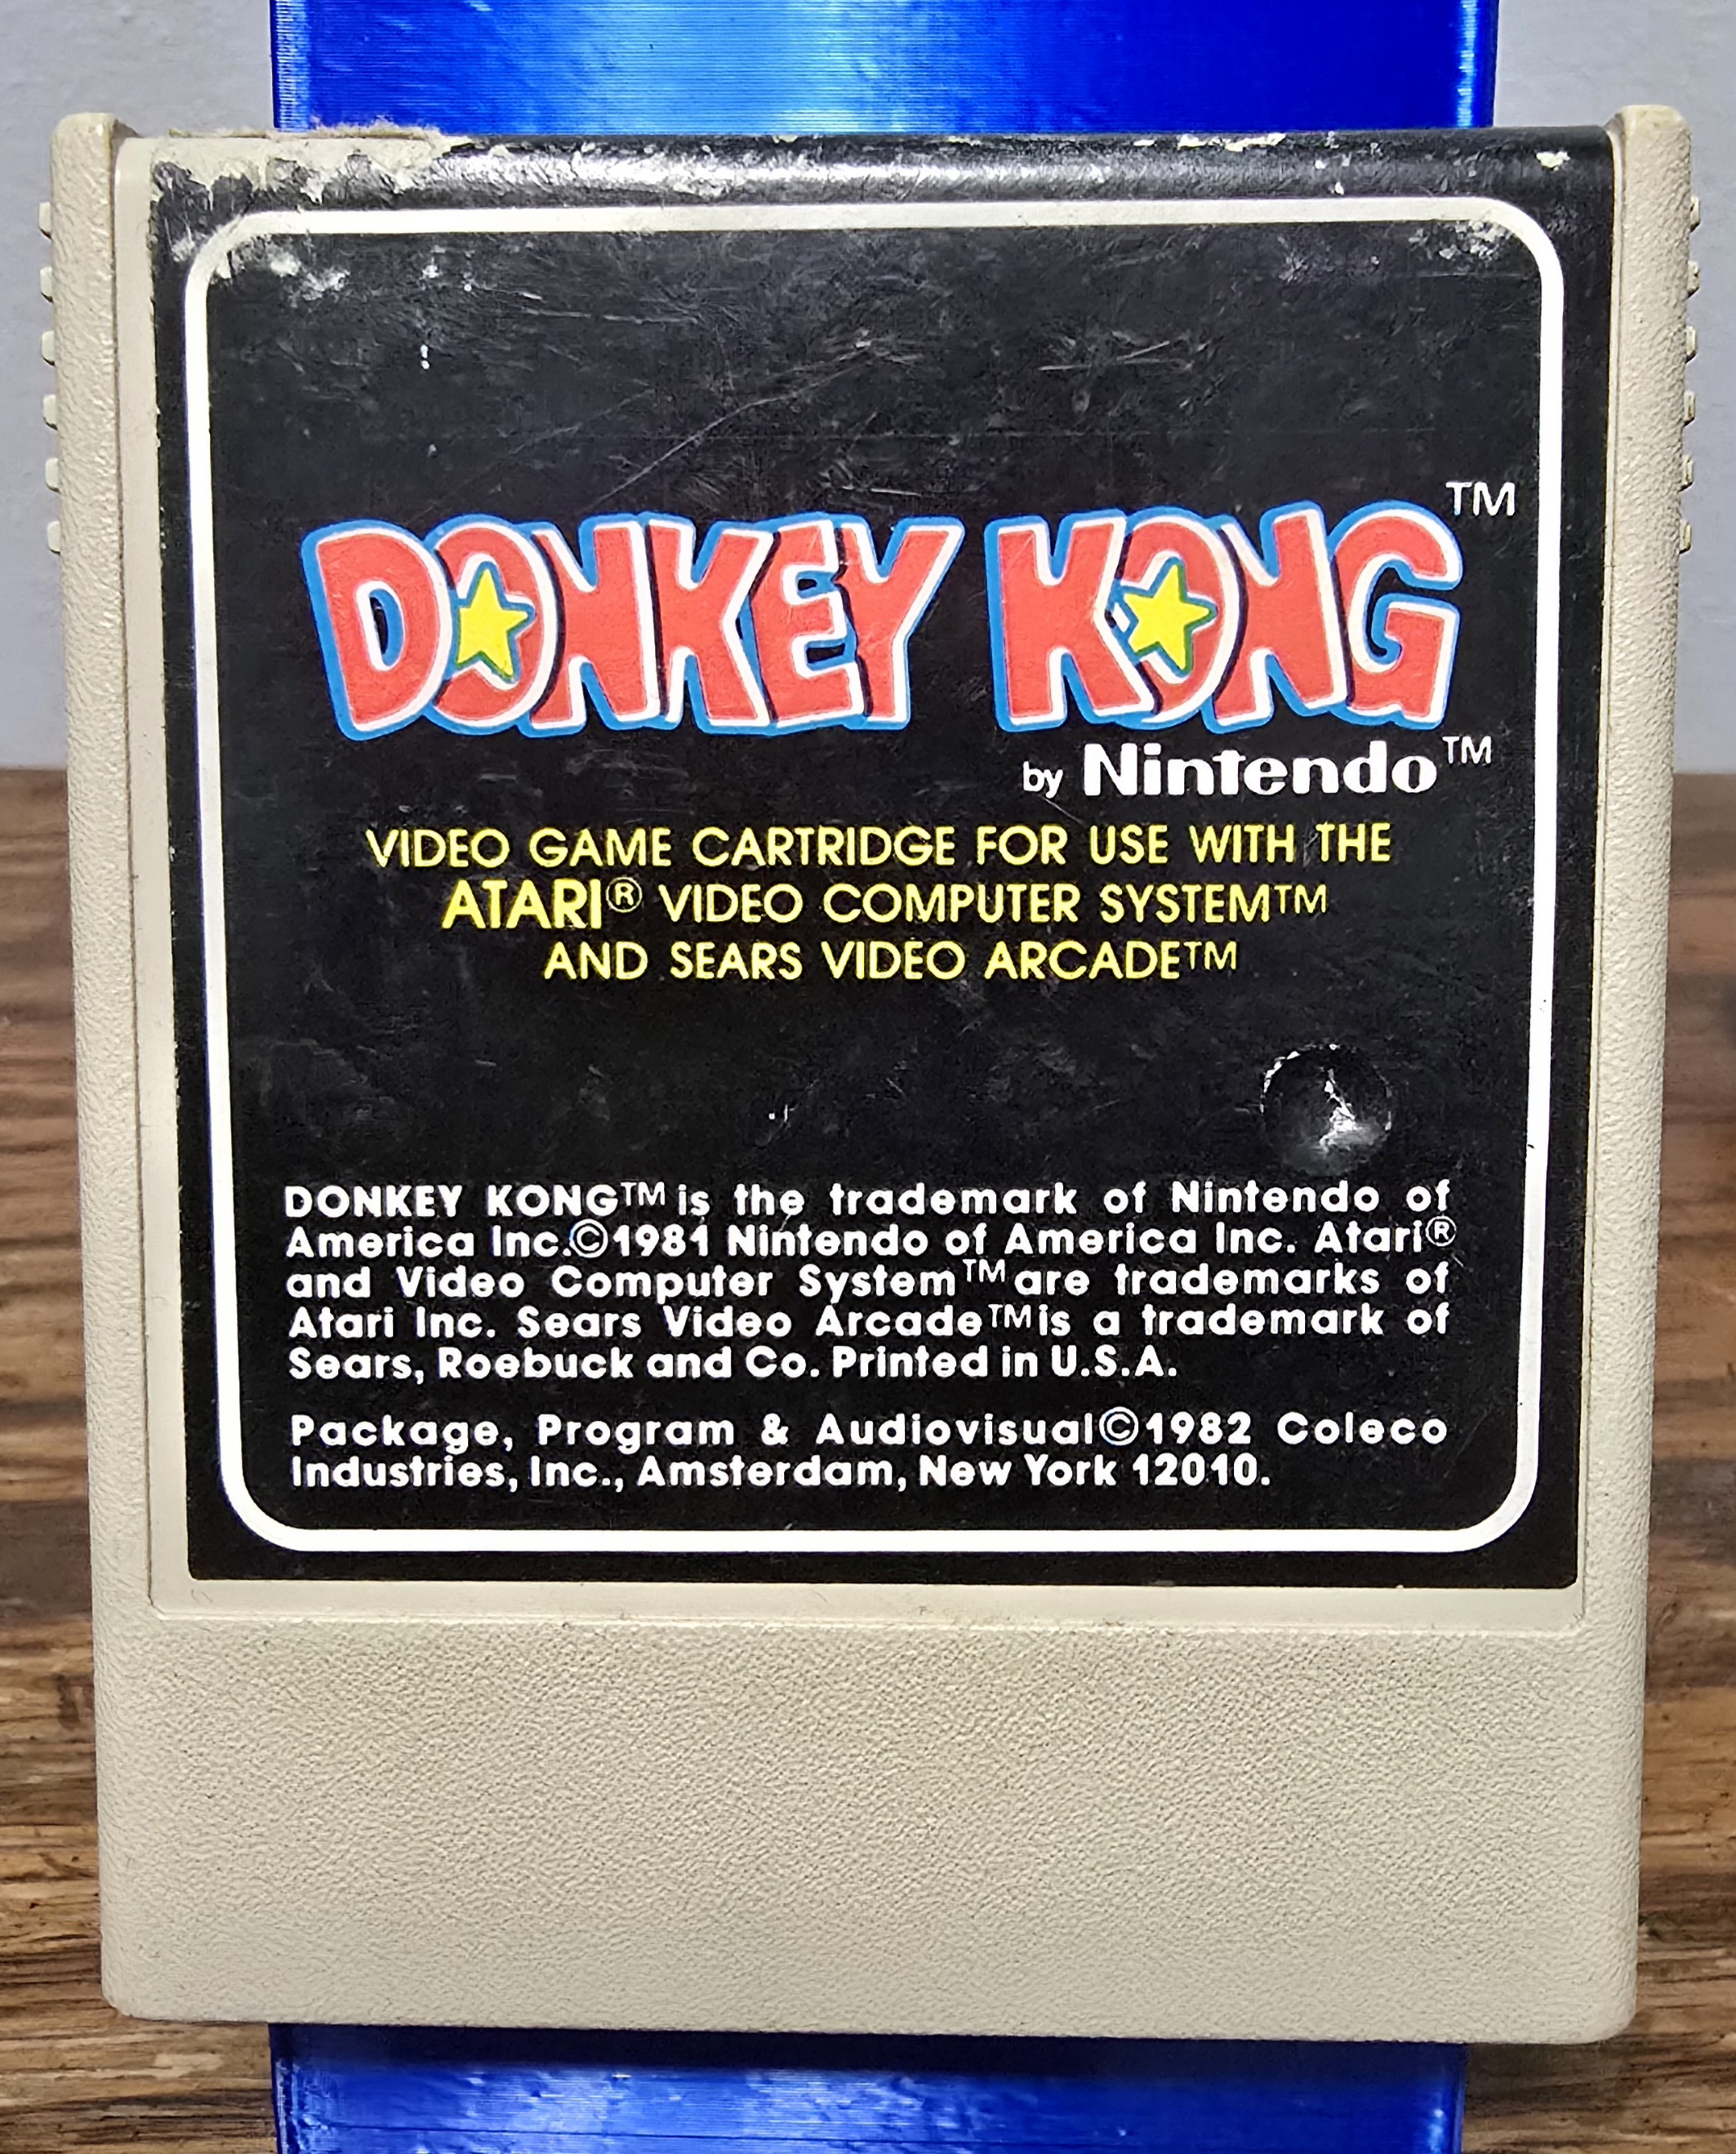 DONKEY KONG™
by Nintendo™
VIDEO GAME CARTRIDGE FOR USE WITH THE
ATARI® VIDEO COMPUTER SYSTEM™
AND SEARS VIDEO ARCADE™
DONKEY KONG™ is the trademark of Nintendo of
America Inc.©1981 Nintendo of America Inc. Atari®
and Video Computer System™ are trademarks of
Atari Inc. Sears Video Arcade™ is a trademark of
Sears, Roebuck and Co. Printed in U.S.A.
Package, Program & Audiovisual©1982 Coleco
Industries, Inc., Amsterdam, New York 12010.